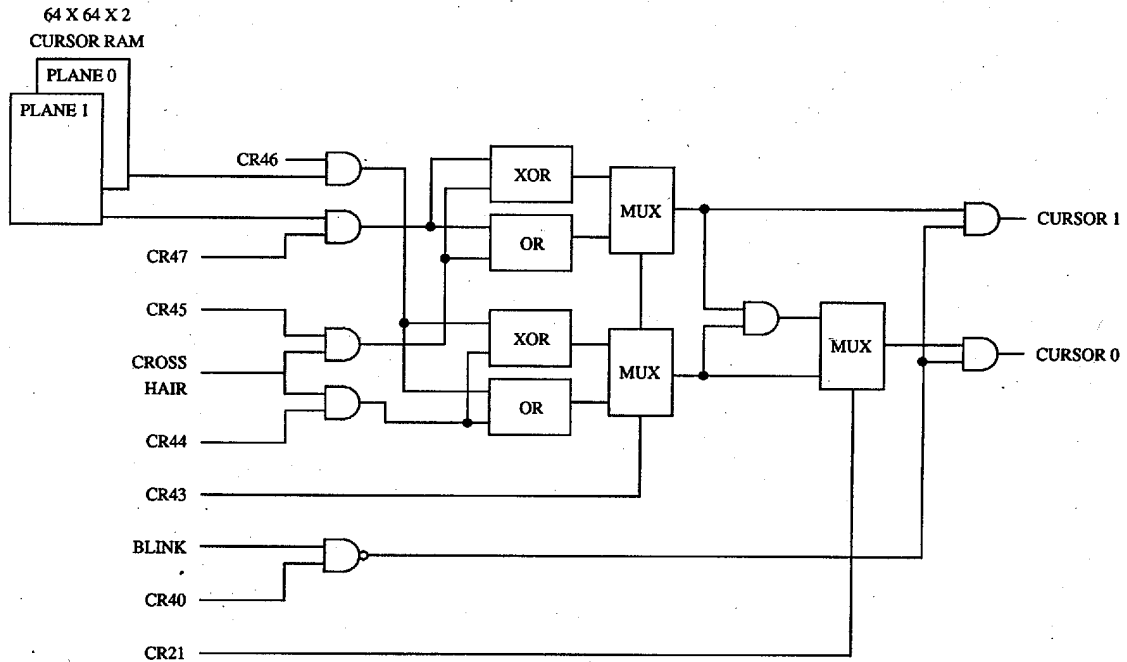 64 X 64 X 2
CURSOR RAM
PLANE 0
PLANE 1
CR46
XOR
MUX
CURSOR 1
OR
CR47
CR45
XOR
MUX
MUX
CURSOR 0
CROSS
HAIR
OR
CR44
CR43
BLINK
CR40
CR21